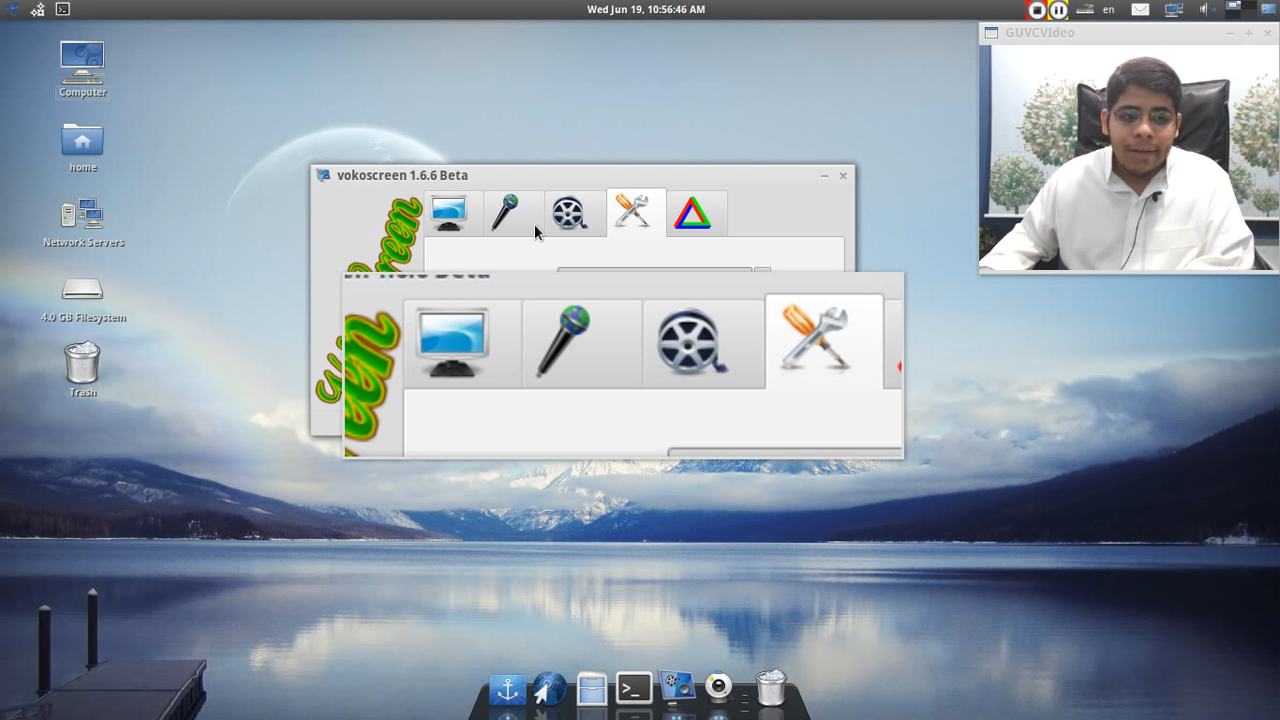 Wed Jun 19, 10:56:46 AM
en
GUVCVIdeo
Computer
home
Network Servers
4.0 GB Filesystem
Trash
vokoscreen 1.6.6 Beta
reen
>_